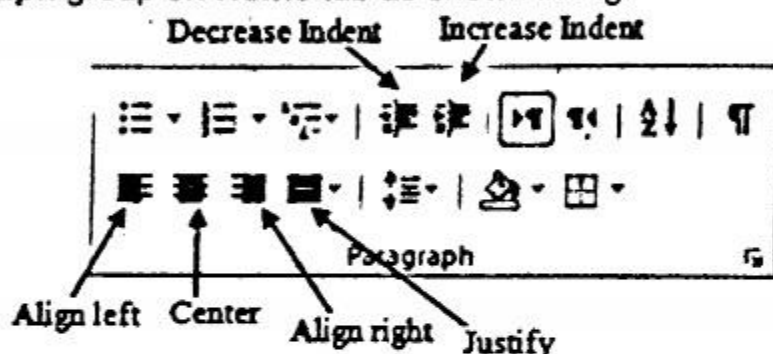 Decrease Indent Increase Indent
Paragraph
Align left Center Align right Justify